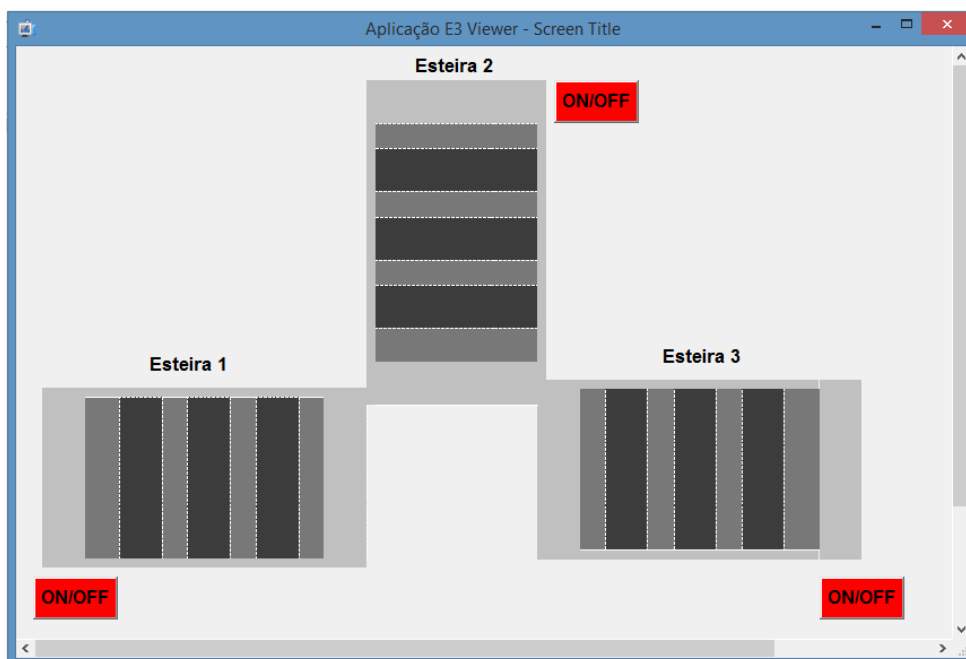 Aplicação E3 Viewer - Screen Title
Esteira 2
ON/OFF
Esteira 1
Esteira 3
ON/OFF
ON/OFF